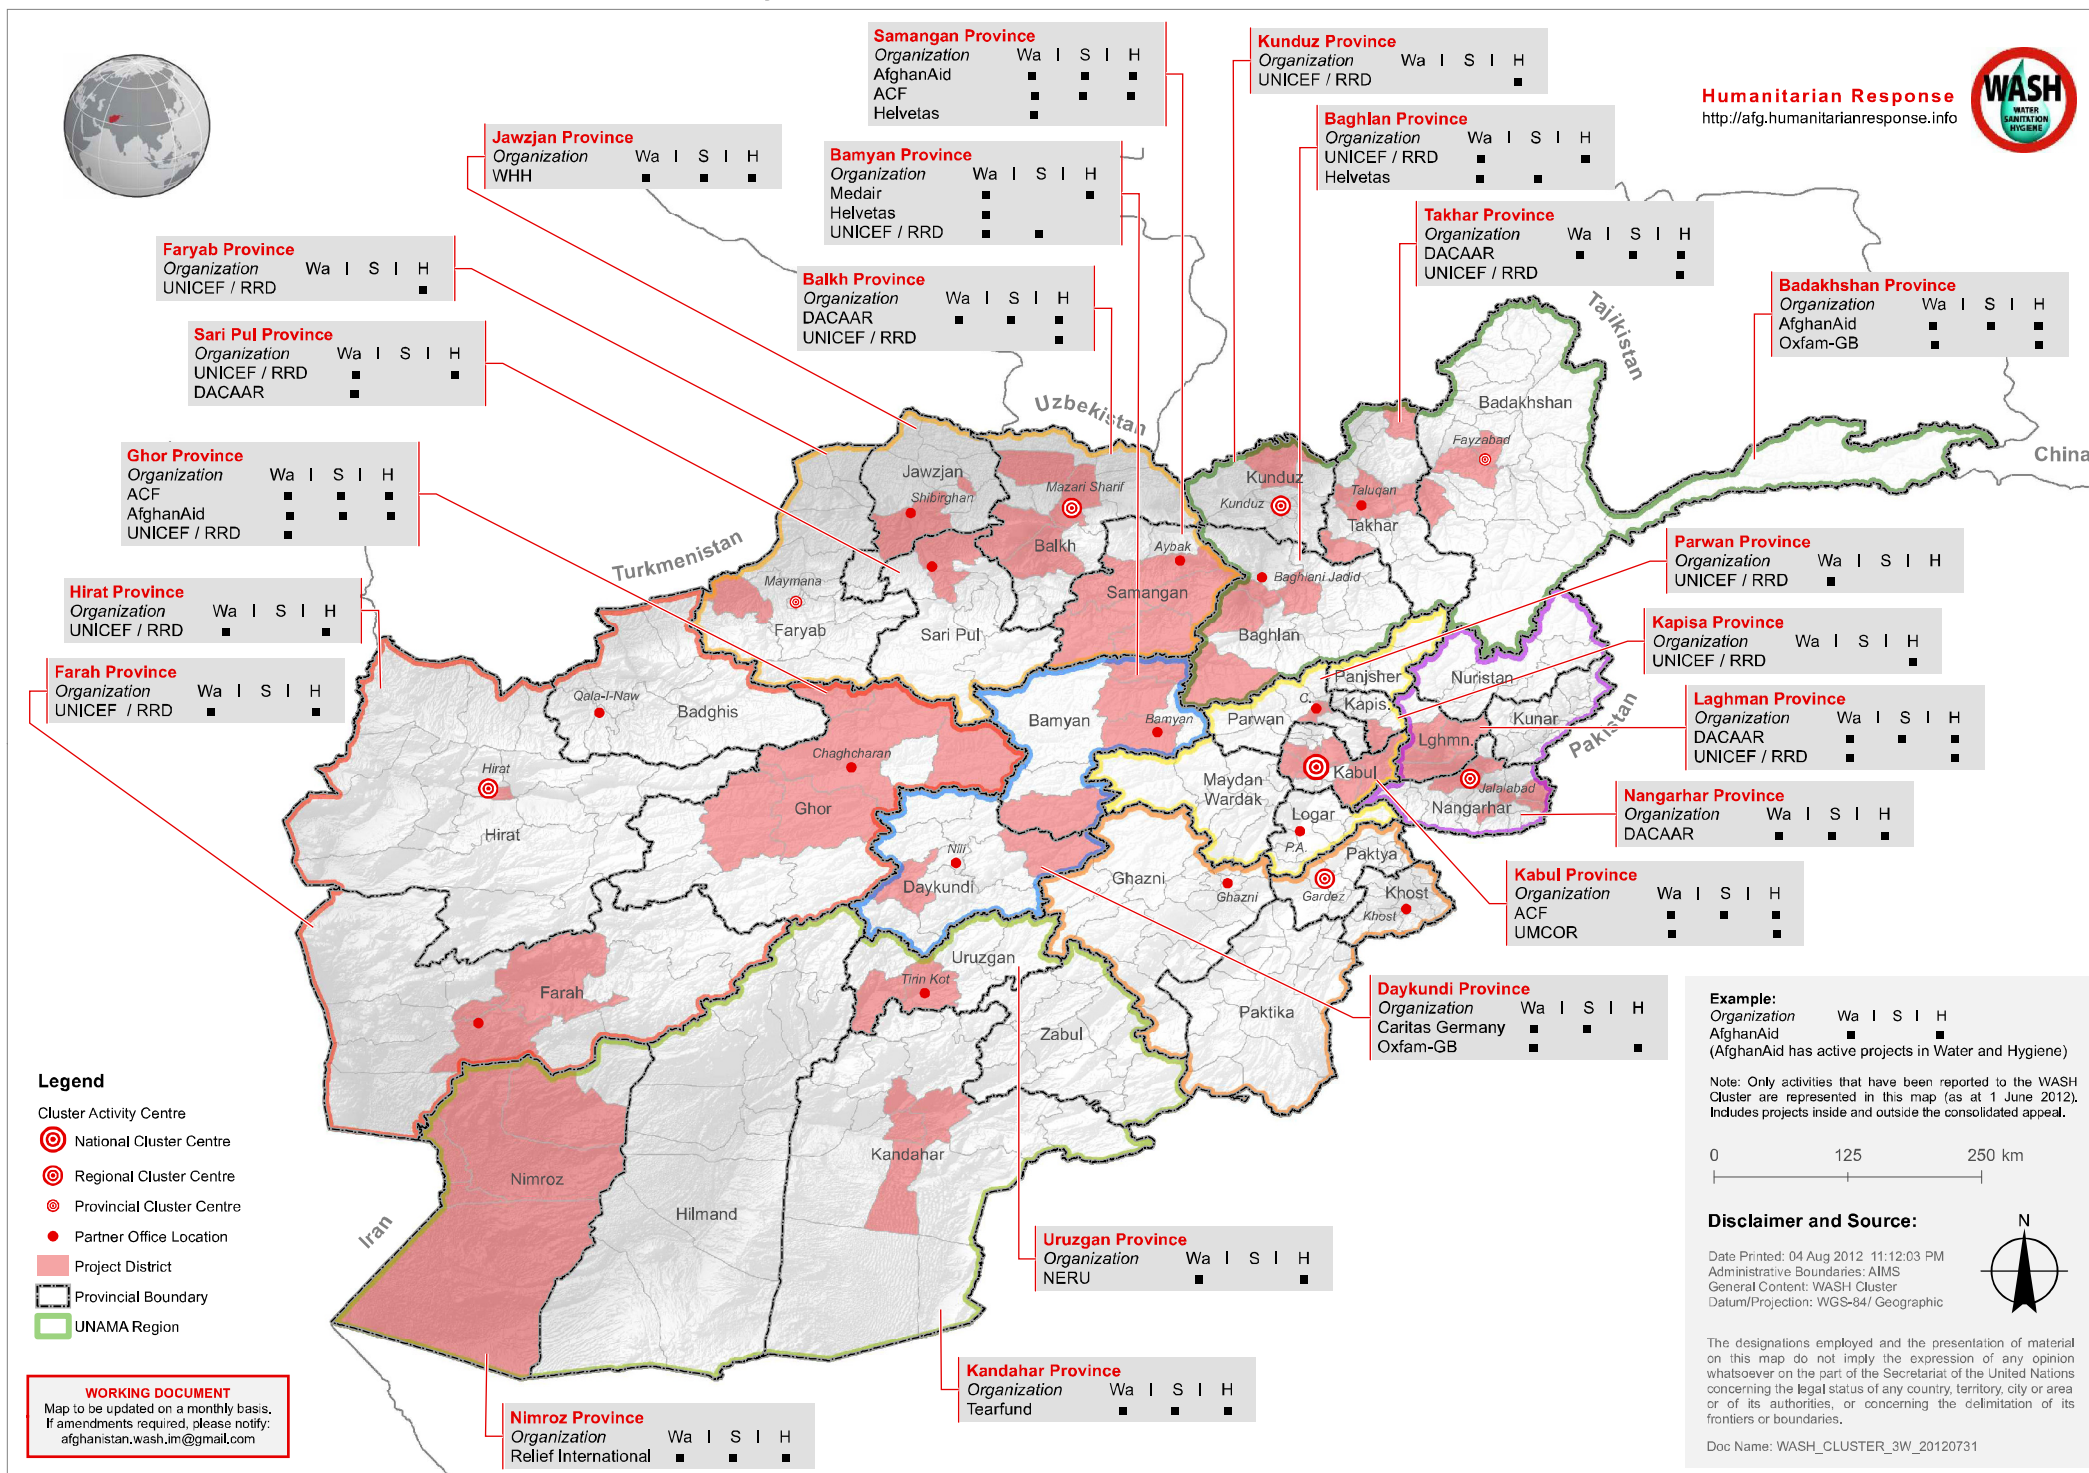 Samangan Province
Organization Wa I S I H
AfghanAid ■ ■ ■
ACF ■ ■ ■
Helvetas ■
Kunduz Province
Organization Wa I S I H
UNICEF / RRD ■
Humanitarian Response
http://afg.humanitarianresponse.info
WASH
WATER
SANITATION
HYGIENE
Jawzjan Province
Organization Wa I S I H
WHH ■ ■ ■
Bamyan Province
Organization Wa I S I H
Medair ■ ■
Helvetas ■
UNICEF / RRD ■ ■
Baghlan Province
Organization Wa I S I H
UNICEF / RRD ■ ■
Helvetas ■ ■
Takhar Province
Organization Wa I S I H
DACAAR ■ ■ ■
UNICEF / RRD ■
Faryab Province
Organization Wa I S I H
UNICEF / RRD ■
Balkh Province
Organization Wa I S I H
DACAAR ■ ■ ■
UNICEF / RRD ■
Badakhshan Province
Organization Wa I S I H
AfghanAid ■ ■ ■
Oxfam-GB ■ ■
Sari Pul Province
Organization Wa I S I H
UNICEF / RRD ■ ■
DACAAR ■
Ghor Province
Organization Wa I S I H
ACF ■ ■ ■
AfghanAid ■ ■ ■
UNICEF / RRD ■
Hirat Province
Organization Wa I S I H
UNICEF / RRD ■ ■
Farah Province
Organization Wa I S I H
UNICEF / RRD ■ ■
Parwan Province
Organization Wa I S I H
UNICEF / RRD ■
Kapisa Province
Organization Wa I S I H
UNICEF / RRD ■
Laghman Province
Organization Wa I S I H
DACAAR ■ ■ ■
UNICEF / RRD ■ ■
Nangarhar Province
Organization Wa I S I H
DACAAR ■ ■ ■
Kabul Province
Organization Wa I S I H
ACF ■ ■ ■
UMCOR ■ ■
Daykundi Province
Organization Wa I S I H
Caritas Germany ■ ■
Oxfam-GB ■ ■
Uruzgan Province
Organization Wa I S I H
NERU ■ ■
Kandahar Province
Organization Wa I S I H
Tearfund ■ ■ ■
Nimroz Province
Organization Wa I S I H
Relief International ■ ■ ■
Tajikistan
Uzbekistan
Turkmenistan
China
Pakistan
Iran
Badakhshan
Fayzabad
Jawzjan
Shibirghan
Mazari Sharif
Balkh
Kunduz
Kunduz
Taluqan
Takhar
Aybak
Samangan
Baghlani Jadid
Baghlan
Maymana
Faryab
Sari Pul
Panjsher
Nuristan
Kunar
C.
Kapis.
Parwan
Lghmn.
Qala-I-Naw
Badghis
Bamyan
Bamyan
Chaghcharan
Ghor
Hirat
Hirat
Maydan
Wardak
Kabul
Jalalabad
Nangarhar
Logar
P.A.
Paktya
Nili
Daykundi
Ghazni
Ghazni
Gardez
Khost
Khost
Uruzgan
Tirin Kot
Farah
Zabul
Paktika
Kandahar
Nimroz
Hilmand
Legend
Cluster Activity Centre
National Cluster Centre
Regional Cluster Centre
Provincial Cluster Centre
Partner Office Location
Project District
Provincial Boundary
UNAMA Region
WORKING DOCUMENT
Map to be updated on a monthly basis.
If amendments required, please notify:
afghanistan.wash.im@gmail.com
Example:
Organization Wa I S I H
AfghanAid ■ ■
(AfghanAid has active projects in Water and Hygiene)
Note: Only activities that have been reported to the WASH
Cluster are represented in this map (as at 1 June 2012).
Includes projects inside and outside the consolidated appeal.
0 125 250 km
Disclaimer and Source:
N
Date Printed: 04 Aug 2012 11:12:03 PM
Administrative Boundaries: AIMS
General Content: WASH Cluster
Datum/Projection: WGS-84/ Geographic
The designations employed and the presentation of material
on this map do not imply the expression of any opinion
whatsoever on the part of the Secretariat of the United Nations
concerning the legal status of any country, territory, city or area
or of its authorities, or concerning the delimitation of its
frontiers or boundaries.
Doc Name: WASH_CLUSTER_3W_20120731